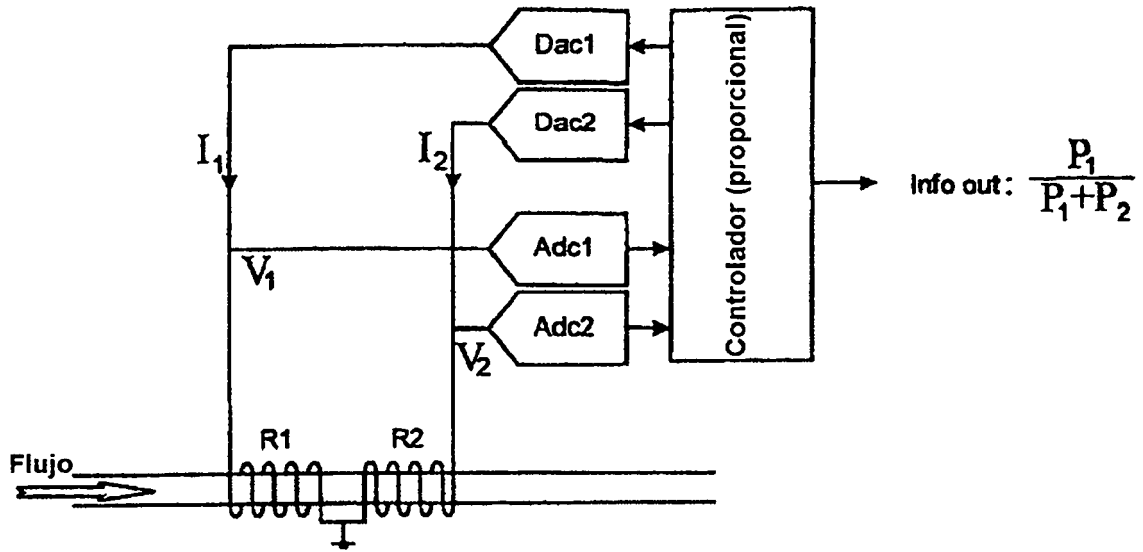 Dac1
Dac2
I₁
I₂
Controlador (proporcional)
Info out: P₁
P₁+P₂
Adc1
V₁
Adc2
V₂
R1
R2
Flujo